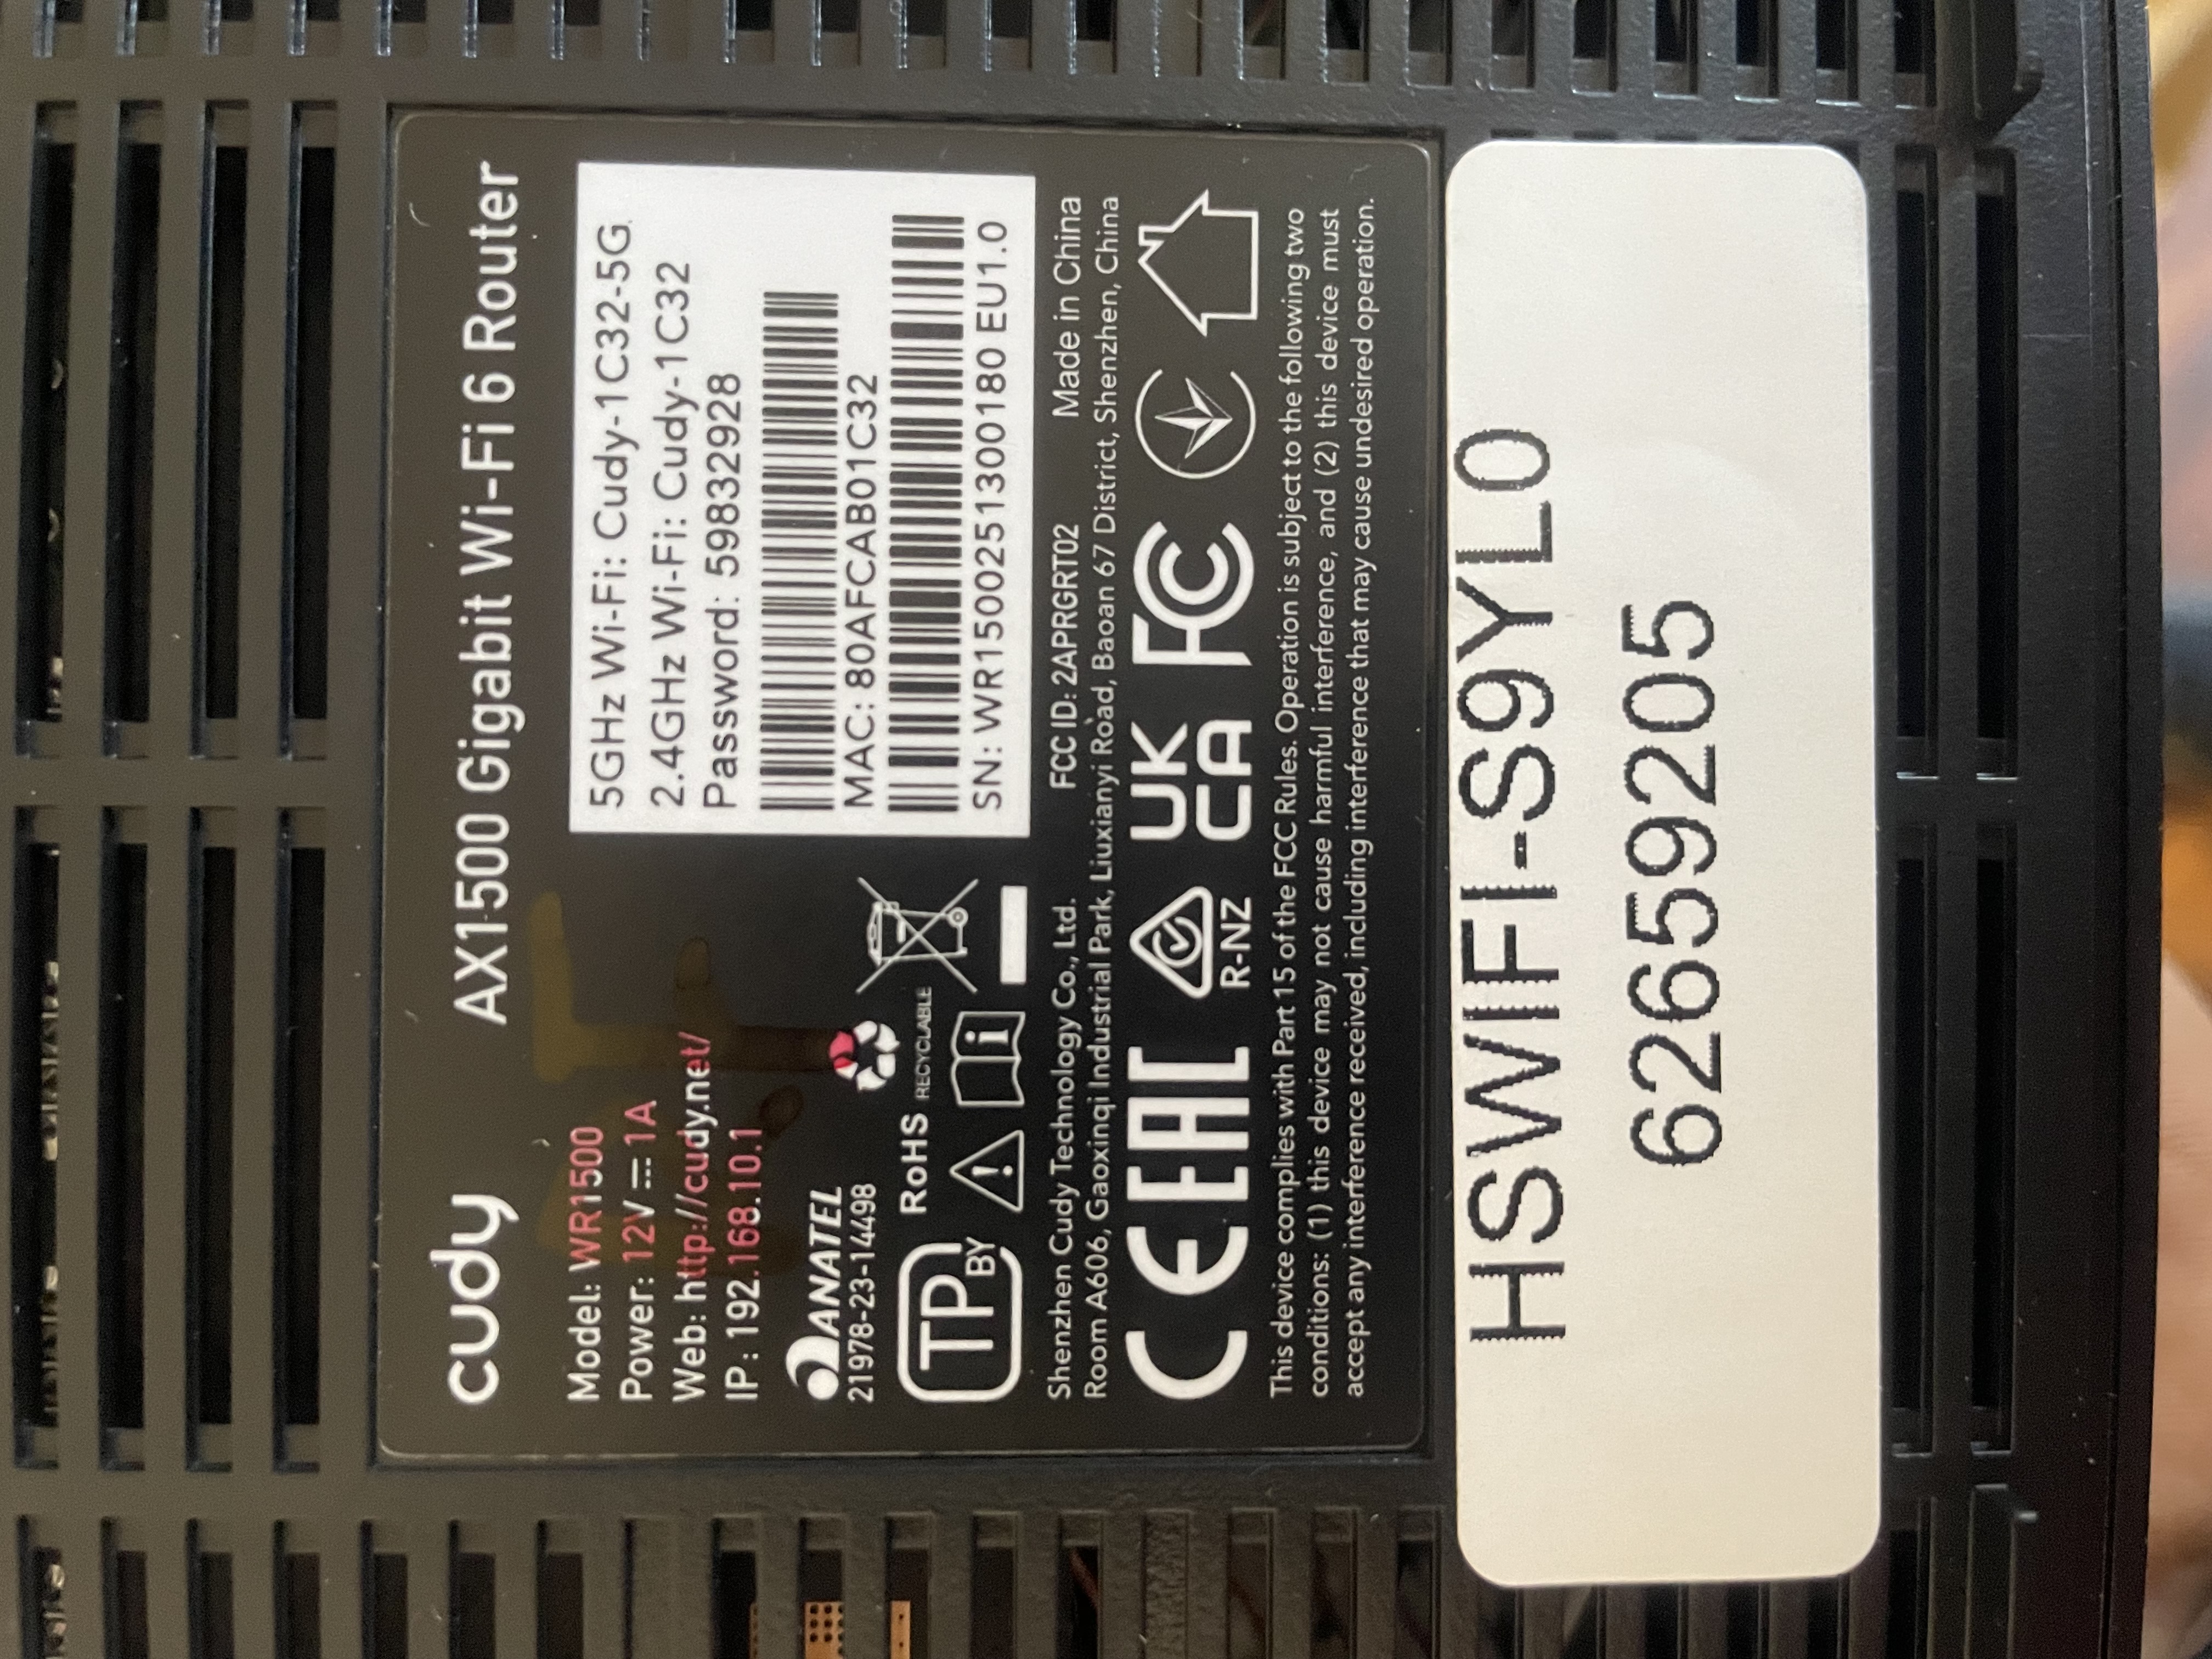 cudy AX1500 Gigabit Wi-Fi 6 Router
Model: WR1500
Power: 12V 1A
Web: http://cudy.net/
IP: 192.168.10.1
5GHz Wi-Fi: Cudy-1C32-5G
2.4GHz Wi-Fi: Cudy-1C32
Password: 59832928
MAC: 80AFCAB01C32
SN: WR1500251300180 EU1.0
ANATEL
21978-23-14498
TP BY
RoHS
RECYCLABLE
Shenzhen Cudy Technology Co., Ltd. FCC ID: 2APRGRT02 Made in China
Room A606, Gaoxinqi Industrial Park, Liuxianyi Road, Baoan 67 District, Shenzhen, China
CE EAC R-NZ UK CA FC
This device complies with Part 15 of the FCC Rules. Operation is subject to the following two
conditions: (1) this device may not cause harmful interference, and (2) this device must
accept any interference received, including interference that may cause undesired operation.
HSWIFI-S9YL0
62659205